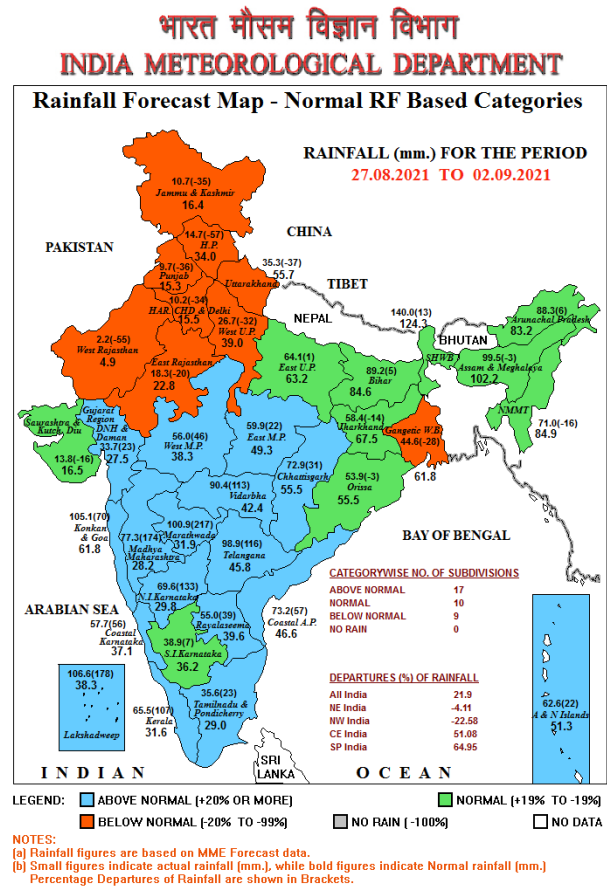 भारत मौसम विज्ञान विभाग
INDIA METEOROLOGICAL DEPARTMENT
Rainfall Forecast Map - Normal RF Based Categories
RAINFALL (mm.) FOR THE PERIOD
27.08.2021 TO 02.09.2021
10.7(-35)
Jammu & Kashmir
16.4
CHINA
PAKISTAN
14.7(-57)
H.P.
34.0
35.3(-37)
Uttarakhand
55.7
TIBET
9.7(-36)
Punjab
15.3
10.2(-34)
HAR. CHD & Delhi
15.5
NEPAL
26.7(-32)
West U.P.
39.0
140.0(13)
SHWB
124.3
88.3(6)
Arunachal Pradesh
83.2
BHUTAN
2.2(-55)
West Rajasthan
4.9
East Rajasthan
18.3(-20)
22.8
64.1(1)
East U.P.
63.2
89.2(5)
Bihar
84.6
99.5(-3)
Assam & Meghalaya
102.2
NMMT
71.0(-16)
84.9
Saurashtra &
Kutch, Diu
13.8(-16)
16.5
Gujarat
Region
DNH &
Daman
33.7(23)
27.5
56.0(46)
West M.P.
38.3
59.9(22)
East M.P.
49.3
58.4(-14)
Jharkhand
67.5
Gangetic W.B.
44.6(-28)
61.8
72.9(31)
Chhattisgarh
55.5
53.9(-3)
Orissa
55.5
90.4(113)
Vidarbha
42.4
105.1(70)
Konkan
& Goa
61.8
77.3(174)
Madhya
Maharashtra
28.2
100.9(217)
Marathwada
31.9
98.9(116)
Telangana
45.8
BAY OF BENGAL
69.6(133)
N.I.Karnataka
29.8
ARABIAN SEA
57.7(56)
Coastal
Karnataka
37.1
55.0(39)
Rayalaseema
39.6
73.2(57)
Coastal A.P.
46.6
38.9(7)
S.I.Karnataka
36.2
CATEGORYWISE NO. OF SUBDIVISIONS
ABOVE NORMAL 17
NORMAL 10
BELOW NORMAL 9
NO RAIN 0
DEPARTURES (%) OF RAINFALL
All India 21.9
NE India -4.11
NW India -22.58
CE India 51.08
SP India 64.95
106.6(178)
38.3
Lakshadweep
65.5(107)
Kerala
31.6
35.6(23)
Tamilnadu &
Pondicherry
29.0
62.6(22)
A & N Islands
51.3
SRI
LANKA
INDIAN OCEAN
LEGEND: ABOVE NORMAL (+20% OR MORE) NORMAL (+19% TO -19%)
BELOW NORMAL (-20% TO -99%) NO RAIN ( -100%) NO DATA
NOTES:
(a) Rainfall figures are based on MME Forecast data.
(b) Small figures indicate actual rainfall (mm.), while bold figures indicate Normal rainfall (mm.)
Percentage Departures of Rainfall are shown in Brackets.